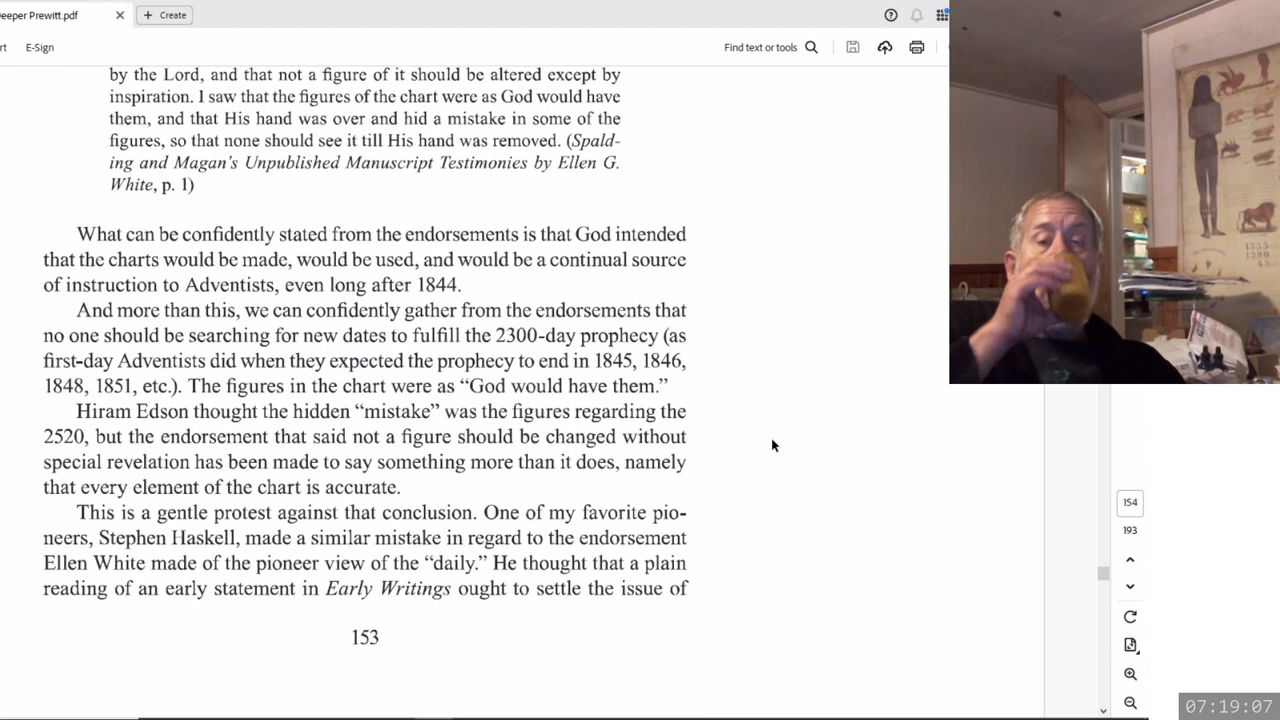 eeper Prewitt.pdf
Create
rt
E-Sign
Find text or tools
by the Lord, and that not a figure of it should be altered except by
inspiration. I saw that the figures of the chart were as God would have
them, and that His hand was over and hid a mistake in some of the
figures, so that none should see it till His hand was removed. (Spald-
ing and Magan's Unpublished Manuscript Testimonies by Ellen G.
White, p. 1)
What can be confidently stated from the endorsements is that God intended
that the charts would be made, would be used, and would be a continual source
of instruction to Adventists, even long after 1844.
And more than this, we can confidently gather from the endorsements that
no one should be searching for new dates to fulfill the 2300-day prophecy (as
first-day Adventists did when they expected the prophecy to end in 1845, 1846,
1848, 1851, etc.). The figures in the chart were as “God would have them.”
Hiram Edson thought the hidden “mistake” was the figures regarding the
2520, but the endorsement that said not a figure should be changed without
special revelation has been made to say something more than it does, namely
that every element of the chart is accurate.
This is a gentle protest against that conclusion. One of my favorite pio-
neers, Stephen Haskell, made a similar mistake in regard to the endorsement
Ellen White made of the pioneer view of the “daily.” He thought that a plain
reading of an early statement in Early Writings ought to settle the issue of
153
154
193
07:19:07